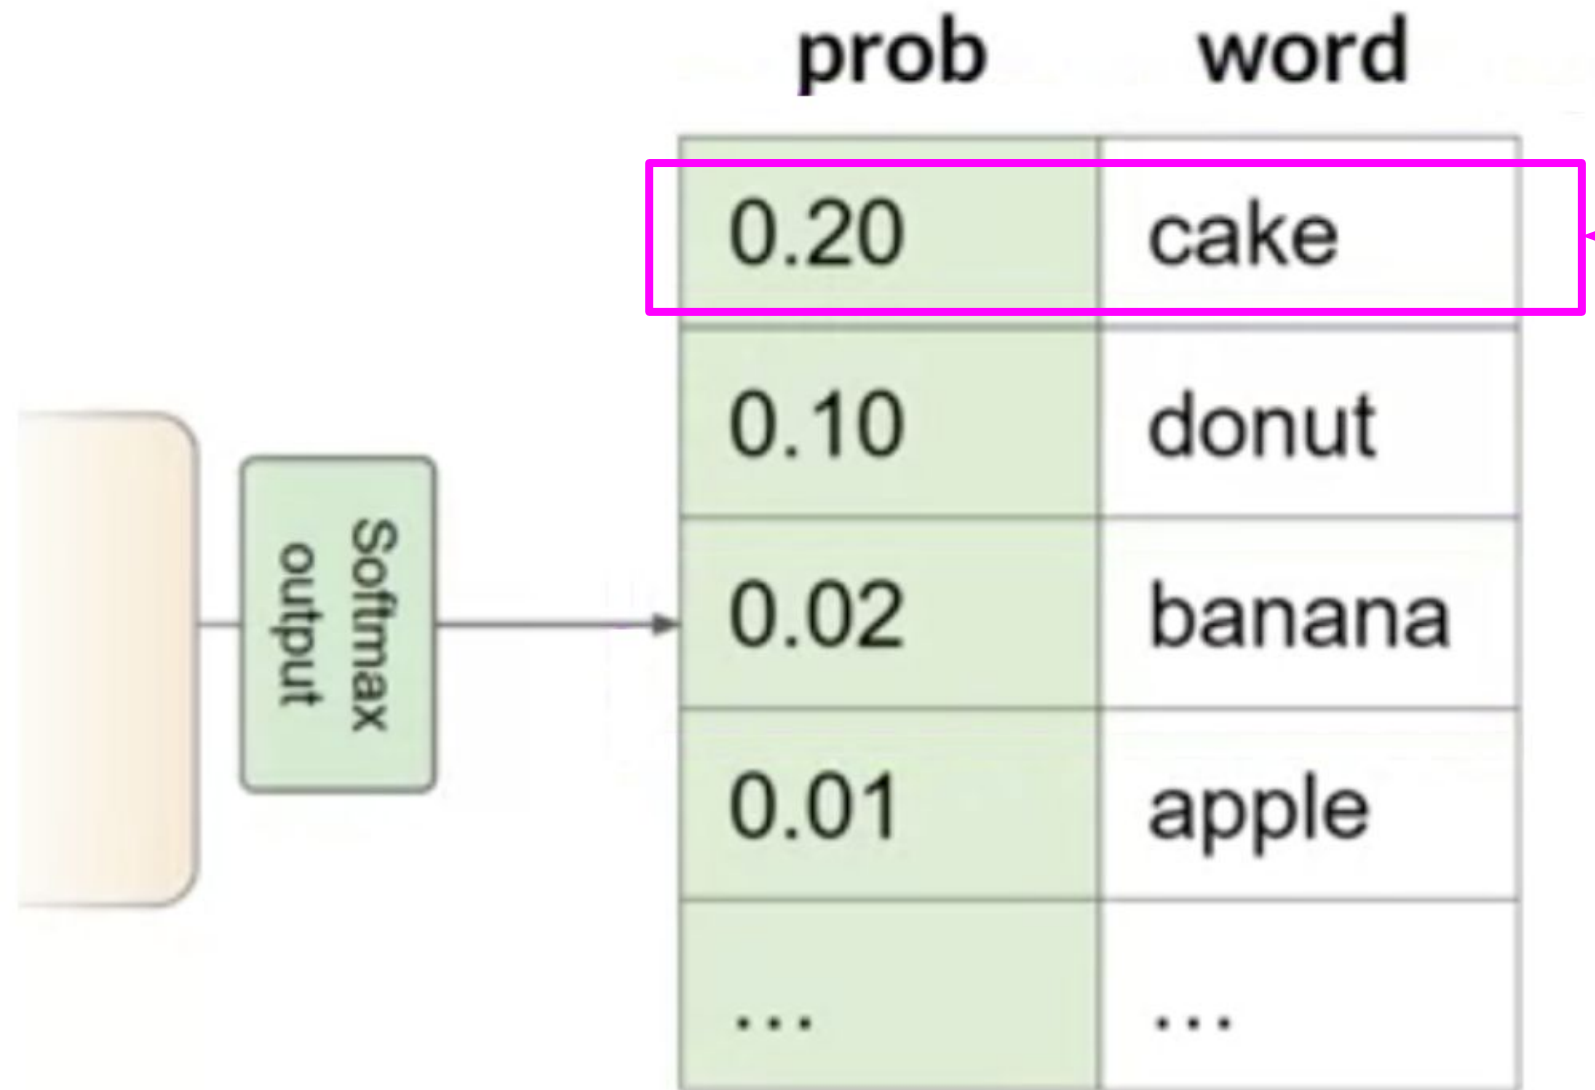 prob word
0.20 cake
0.10 donut
Softmax
output
0.02 banana
0.01 apple
... ...